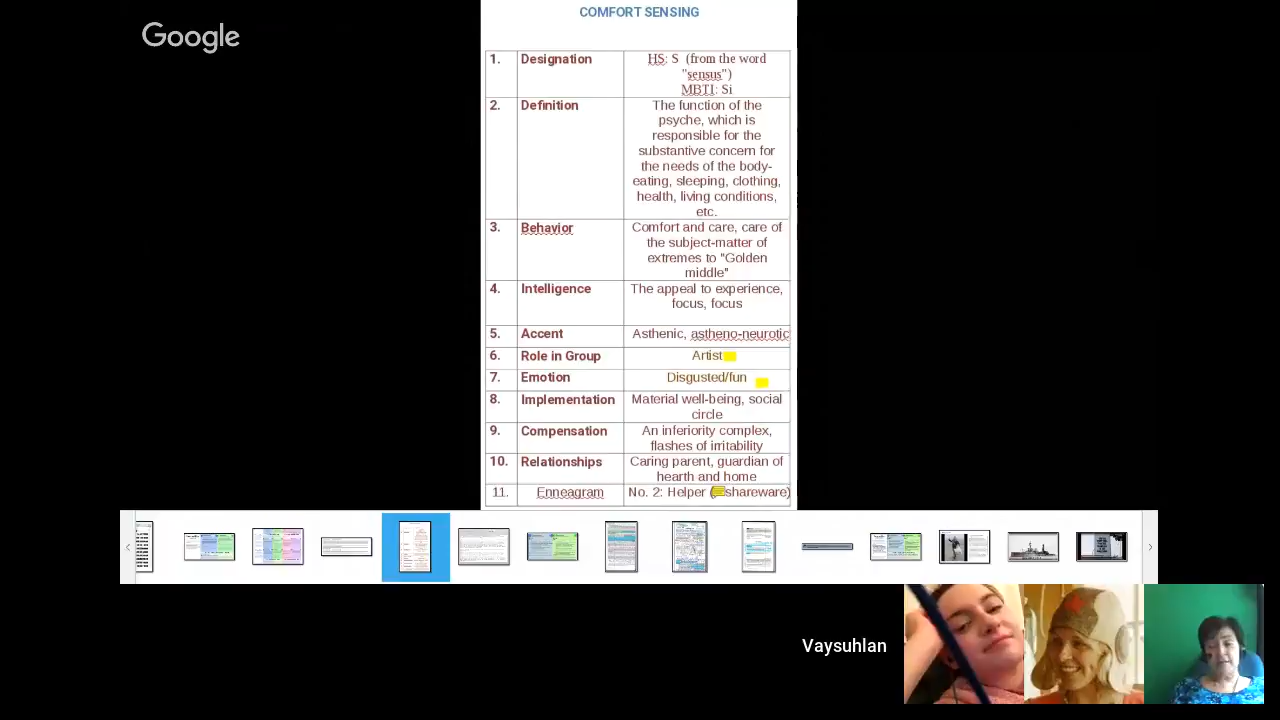 COMFORT SENSING
Google
1. Designation HS: S (from the word
"sensus")
MBTI: Si
2. Definition The function of the
psyche, which is
responsible for the
substantive concern for
the needs of the body-
eating, sleeping, clothing,
health, living conditions,
etc.
3. Behavior Comfort and care, care of
the subject-matter of
extremes to "Golden
middle"
4. Intelligence The appeal to experience,
focus, focus
5. Accent Asthenic, astheno-neurotic
6. Role in Group Artist
7. Emotion Disgusted/fun
8. Implementation Material well-being, social
circle
9. Compensation An inferiority complex,
flashes of irritability
10. Relationships Caring parent, guardian of
hearth and home
11. Enneagram No. 2: Helper ( shareware)
Vaysuhlan